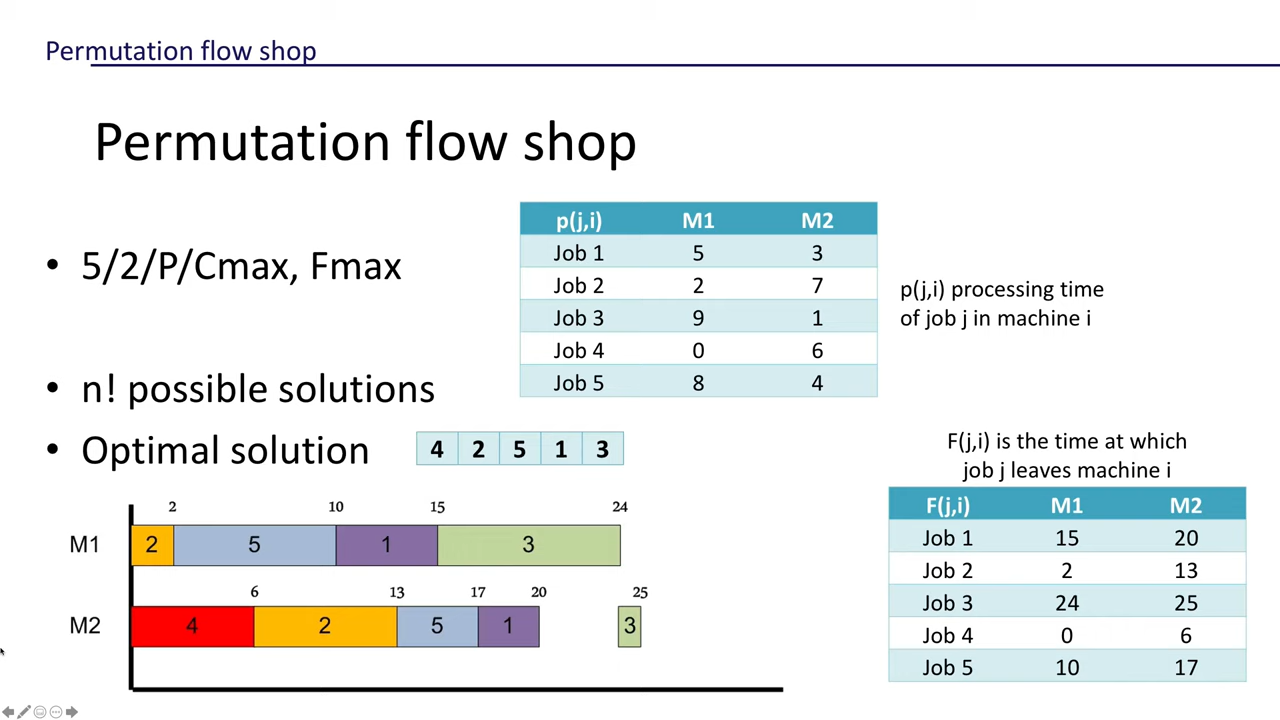 Permutation flow shop
Permutation flow shop
• 5/2/P/Cmax, Fmax
p(j,i) M1 M2
Job 1 5 3
Job 2 2 7
Job 3 9 1
Job 4 0 6
Job 5 8 4
p(j,i) processing time
of job j in machine i
• n! possible solutions
• Optimal solution
4 2 5 1 3
2 10 15 24
M1 2 5 1 3
6 13 17 20 25
M2 4 2 5 1 3
F(j,i) is the time at which
job j leaves machine i
F(j,i) M1 M2
Job 1 15 20
Job 2 2 13
Job 3 24 25
Job 4 0 6
Job 5 10 17